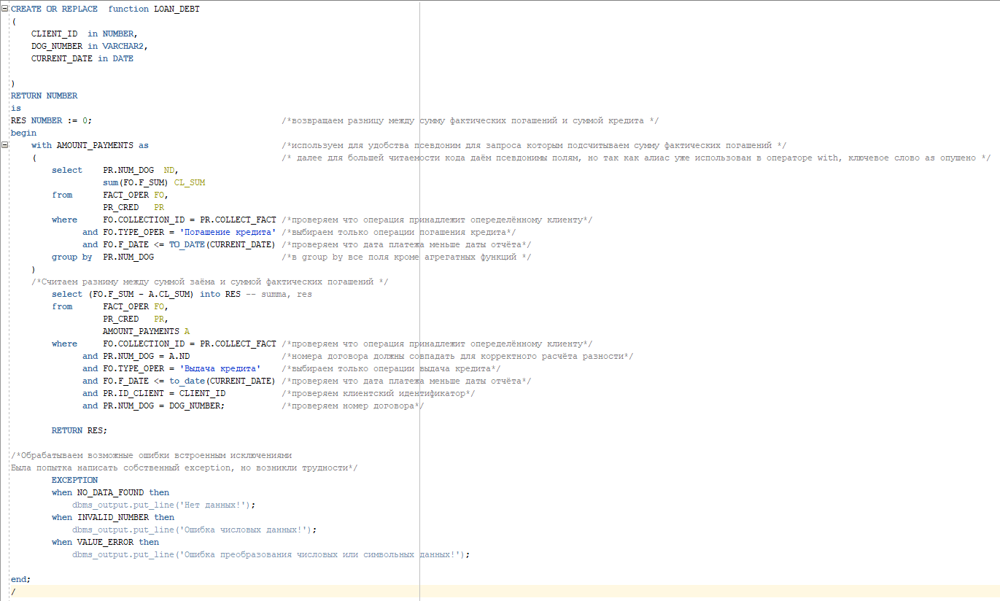 CREATE OR REPLACE  function LOAN_DEBT
(
    CLIENT_ID  in NUMBER,
    DOG_NUMBER in VARCHAR2,
    CURRENT_DATE in DATE
)
RETURN NUMBER
is
RES NUMBER := 0;                                     /*возвращаем разницу между сумму фактических погашений и суммой кредита */
begin
    with AMOUNT_PAYMENTS as                          /*используем для удобства псевдоним для запроса которым подсчитываем сумму фактических погашений */
    (                                                /* далее для большей читаемости кода даём псевдонимы полям, но так как алиас уже использован в операторе with, ключевое слово as опушено */
        select    PR.NUM_DOG  ND,
                  sum(FO.F_SUM) CL_SUM
        from      FACT_OPER FO,
                  PR_CRED   PR
        where     FO.COLLECTION_ID = PR.COLLECT_FACT /*проверяем что операция принадлежит опеределённому клиенту*/
              and FO.TYPE_OPER = 'Погашение кредита' /*выбираем только операции погашения кредита*/
              and FO.F_DATE <= TO_DATE(CURRENT_DATE) /*проверяем что дата платежа меньше даты отчёта*/
        group by  PR.NUM_DOG                         /*в group by все поля кроме агрегатных функций */
    )
    /*Считаем разниму между суммой заёма и суммой фактических погашений */
        select (FO.F_SUM - A.CL_SUM) into RES -- summa, res
        from      FACT_OPER FO,
                  PR_CRED   PR,
                  AMOUNT_PAYMENTS A
        where     FO.COLLECTION_ID = PR.COLLECT_FACT /*проверяем что операция принадлежит опеределённому клиенту*/
              and PR.NUM_DOG = A.ND                  /*номера договора должны совпадать для корректного расчёта разности*/
              and FO.TYPE_OPER = 'Выдача кредита'    /*выбираем только операции выдача кредита*/
              and FO.F_DATE <= to_date(CURRENT_DATE) /*проверяем что дата платежа меньше даты отчёта*/
              and PR.ID_CLIENT = CLIENT_ID           /*проверяем клиентский идентификатор*/
              and PR.NUM_DOG = DOG_NUMBER;           /*проверяем номер договора*/
        RETURN RES;
/*Обрабатываем возможные ошибки встроенным исключениями
Была попытка написать собственный exception, но возникли трудности*/
        EXCEPTION
        when NO_DATA_FOUND then
            dbms_output.put_line('Нет данных!');
        when INVALID_NUMBER then
            dbms_output.put_line('Ошибка числовых данных!');
        when VALUE_ERROR then
            dbms_output.put_line('Ошибка преобразования числовых или символьных данных!');
end;
/